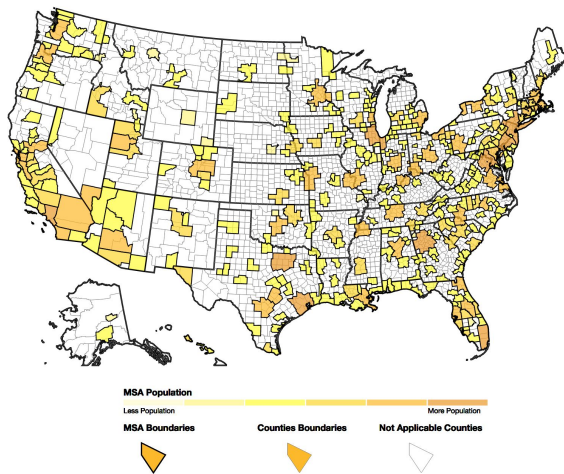 MSA Population
Less Population More Population
MSA Boundaries Counties Boundaries Not Applicable Counties